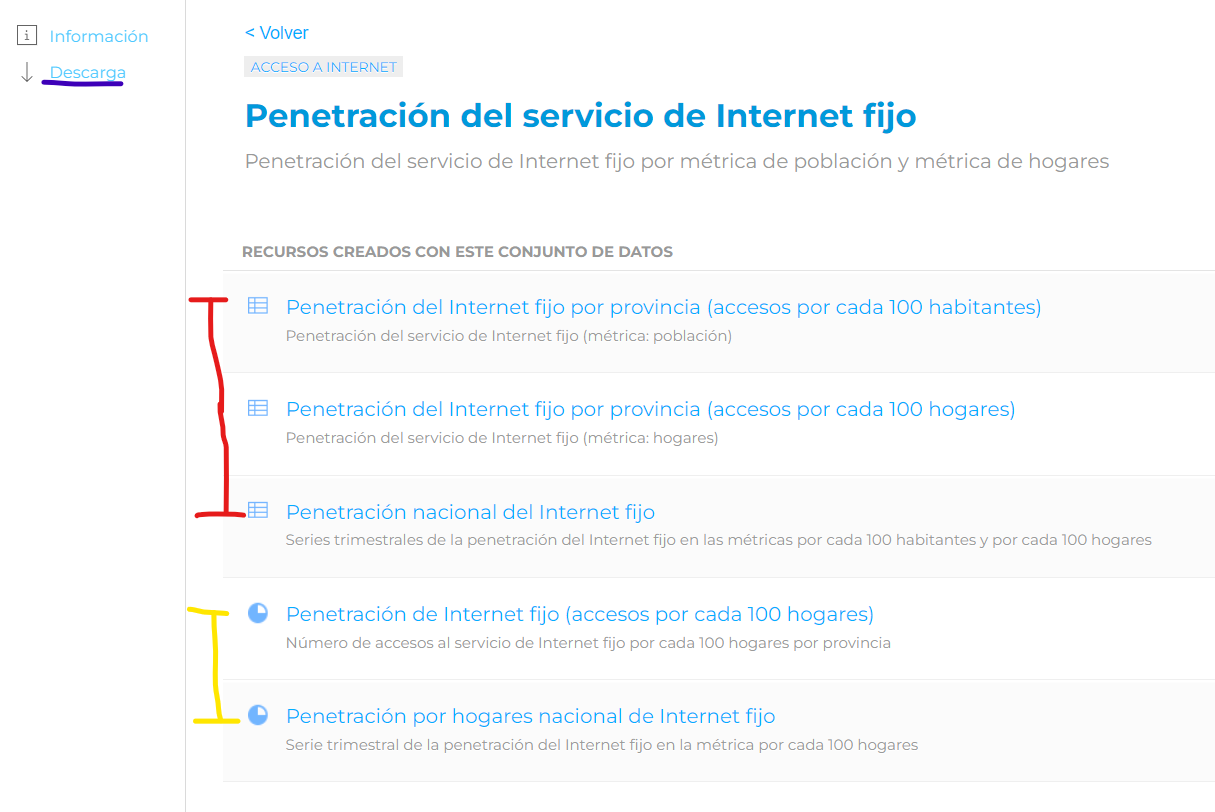 Información
Descarga
< Volver
ACCESO A INTERNET
Penetración del servicio de Internet fijo
Penetración del servicio de Internet fijo por métrica de población y métrica de hogares
RECURSOS CREADOS CON ESTE CONJUNTO DE DATOS
Penetración del Internet fijo por provincia (accesos por cada 100 habitantes)
Penetración del servicio de Internet fijo (métrica: población)
Penetración del Internet fijo por provincia (accesos por cada 100 hogares)
Penetración del servicio de Internet fijo (métrica: hogares)
Penetración nacional del Internet fijo
Series trimestrales de la penetración del Internet fijo en las métricas por cada 100 habitantes y por cada 100 hogares
Penetración de Internet fijo (accesos por cada 100 hogares)
Número de accesos al servicio de Internet fijo por cada 100 hogares por provincia
Penetración por hogares nacional de Internet fijo
Serie trimestral de la penetración del Internet fijo en la métrica por cada 100 hogares